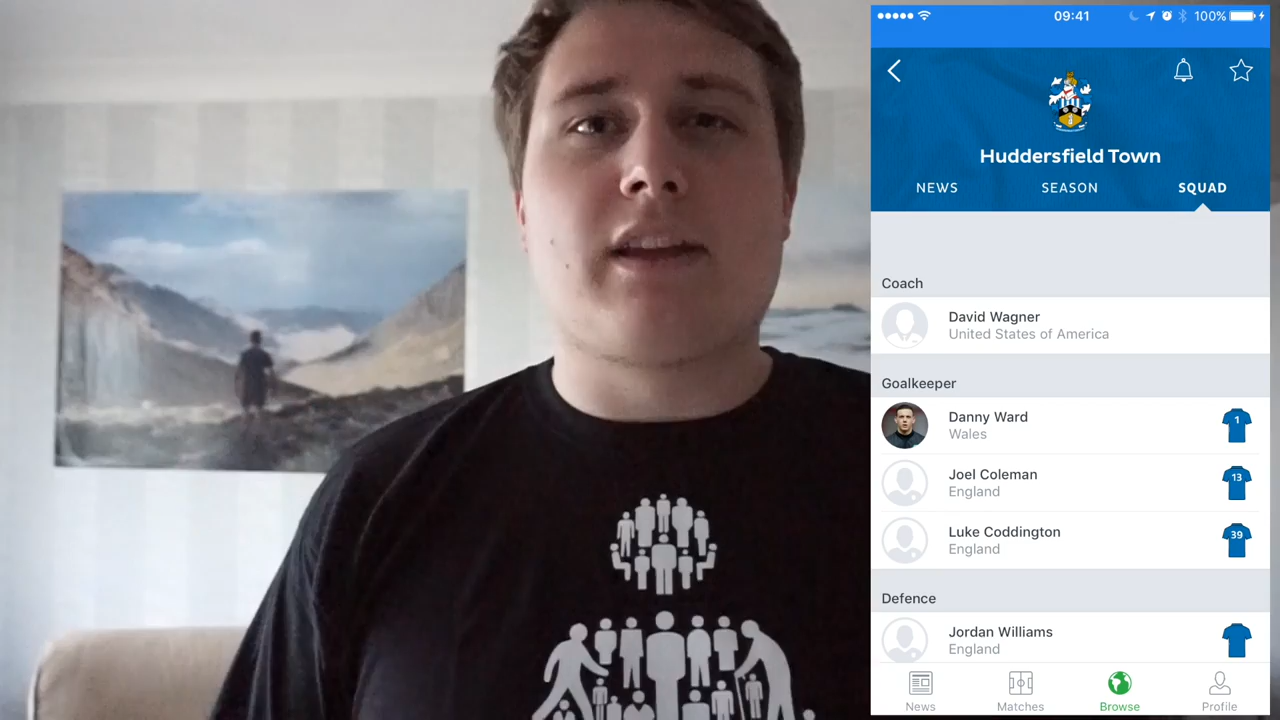 09:41
100%
Huddersfield Town
NEWS
SEASON
SQUAD
Coach
David Wagner
United States of America
Goalkeeper
Danny Ward
Wales
1
Joel Coleman
England
13
Luke Coddington
England
39
Defence
Jordan Williams
England
News
Matches
Browse
Profile